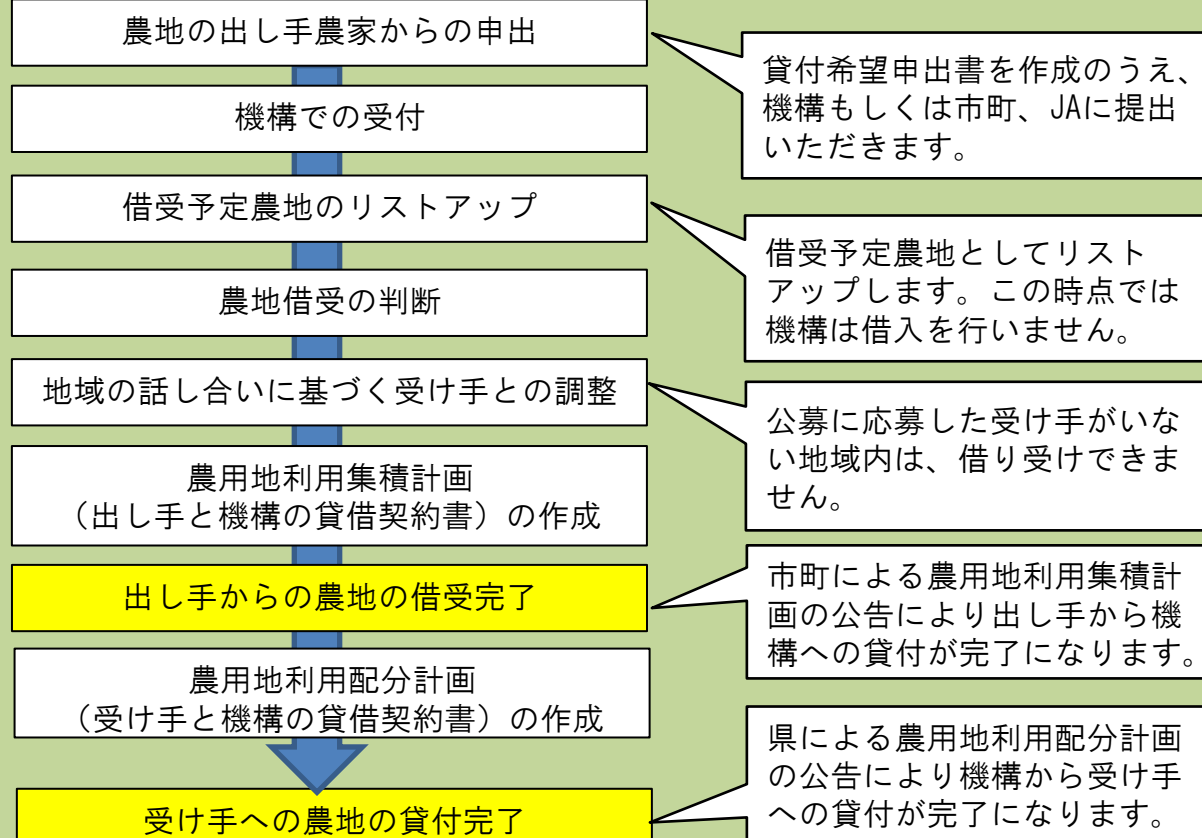 農地の出し手農家からの申出
貸付希望申出書を作成のうえ、
機構もしくは市町、JAに提出
いただきます。
機構での受付
借受予定農地のリストアップ
借受予定農地としてリスト
アップします。この時点では
機構は借入を行いません。
農地借受の判断
地域の話し合いに基づく受け手との調整
公募に応募した受け手がいな
い地域内は、借り受けできま
せん。
農用地利用集積計画
（出し手と機構の貸借契約書）の作成
出し手からの農地の借受完了
市町による農用地利用集積計
画の公告により出し手から機
構への貸付が完了になります。
農用地利用配分計画
（受け手と機構の貸借契約書）の作成
受け手への農地の貸付完了
県による農用地利用配分計画
の公告により機構から受け手
への貸付が完了になります。